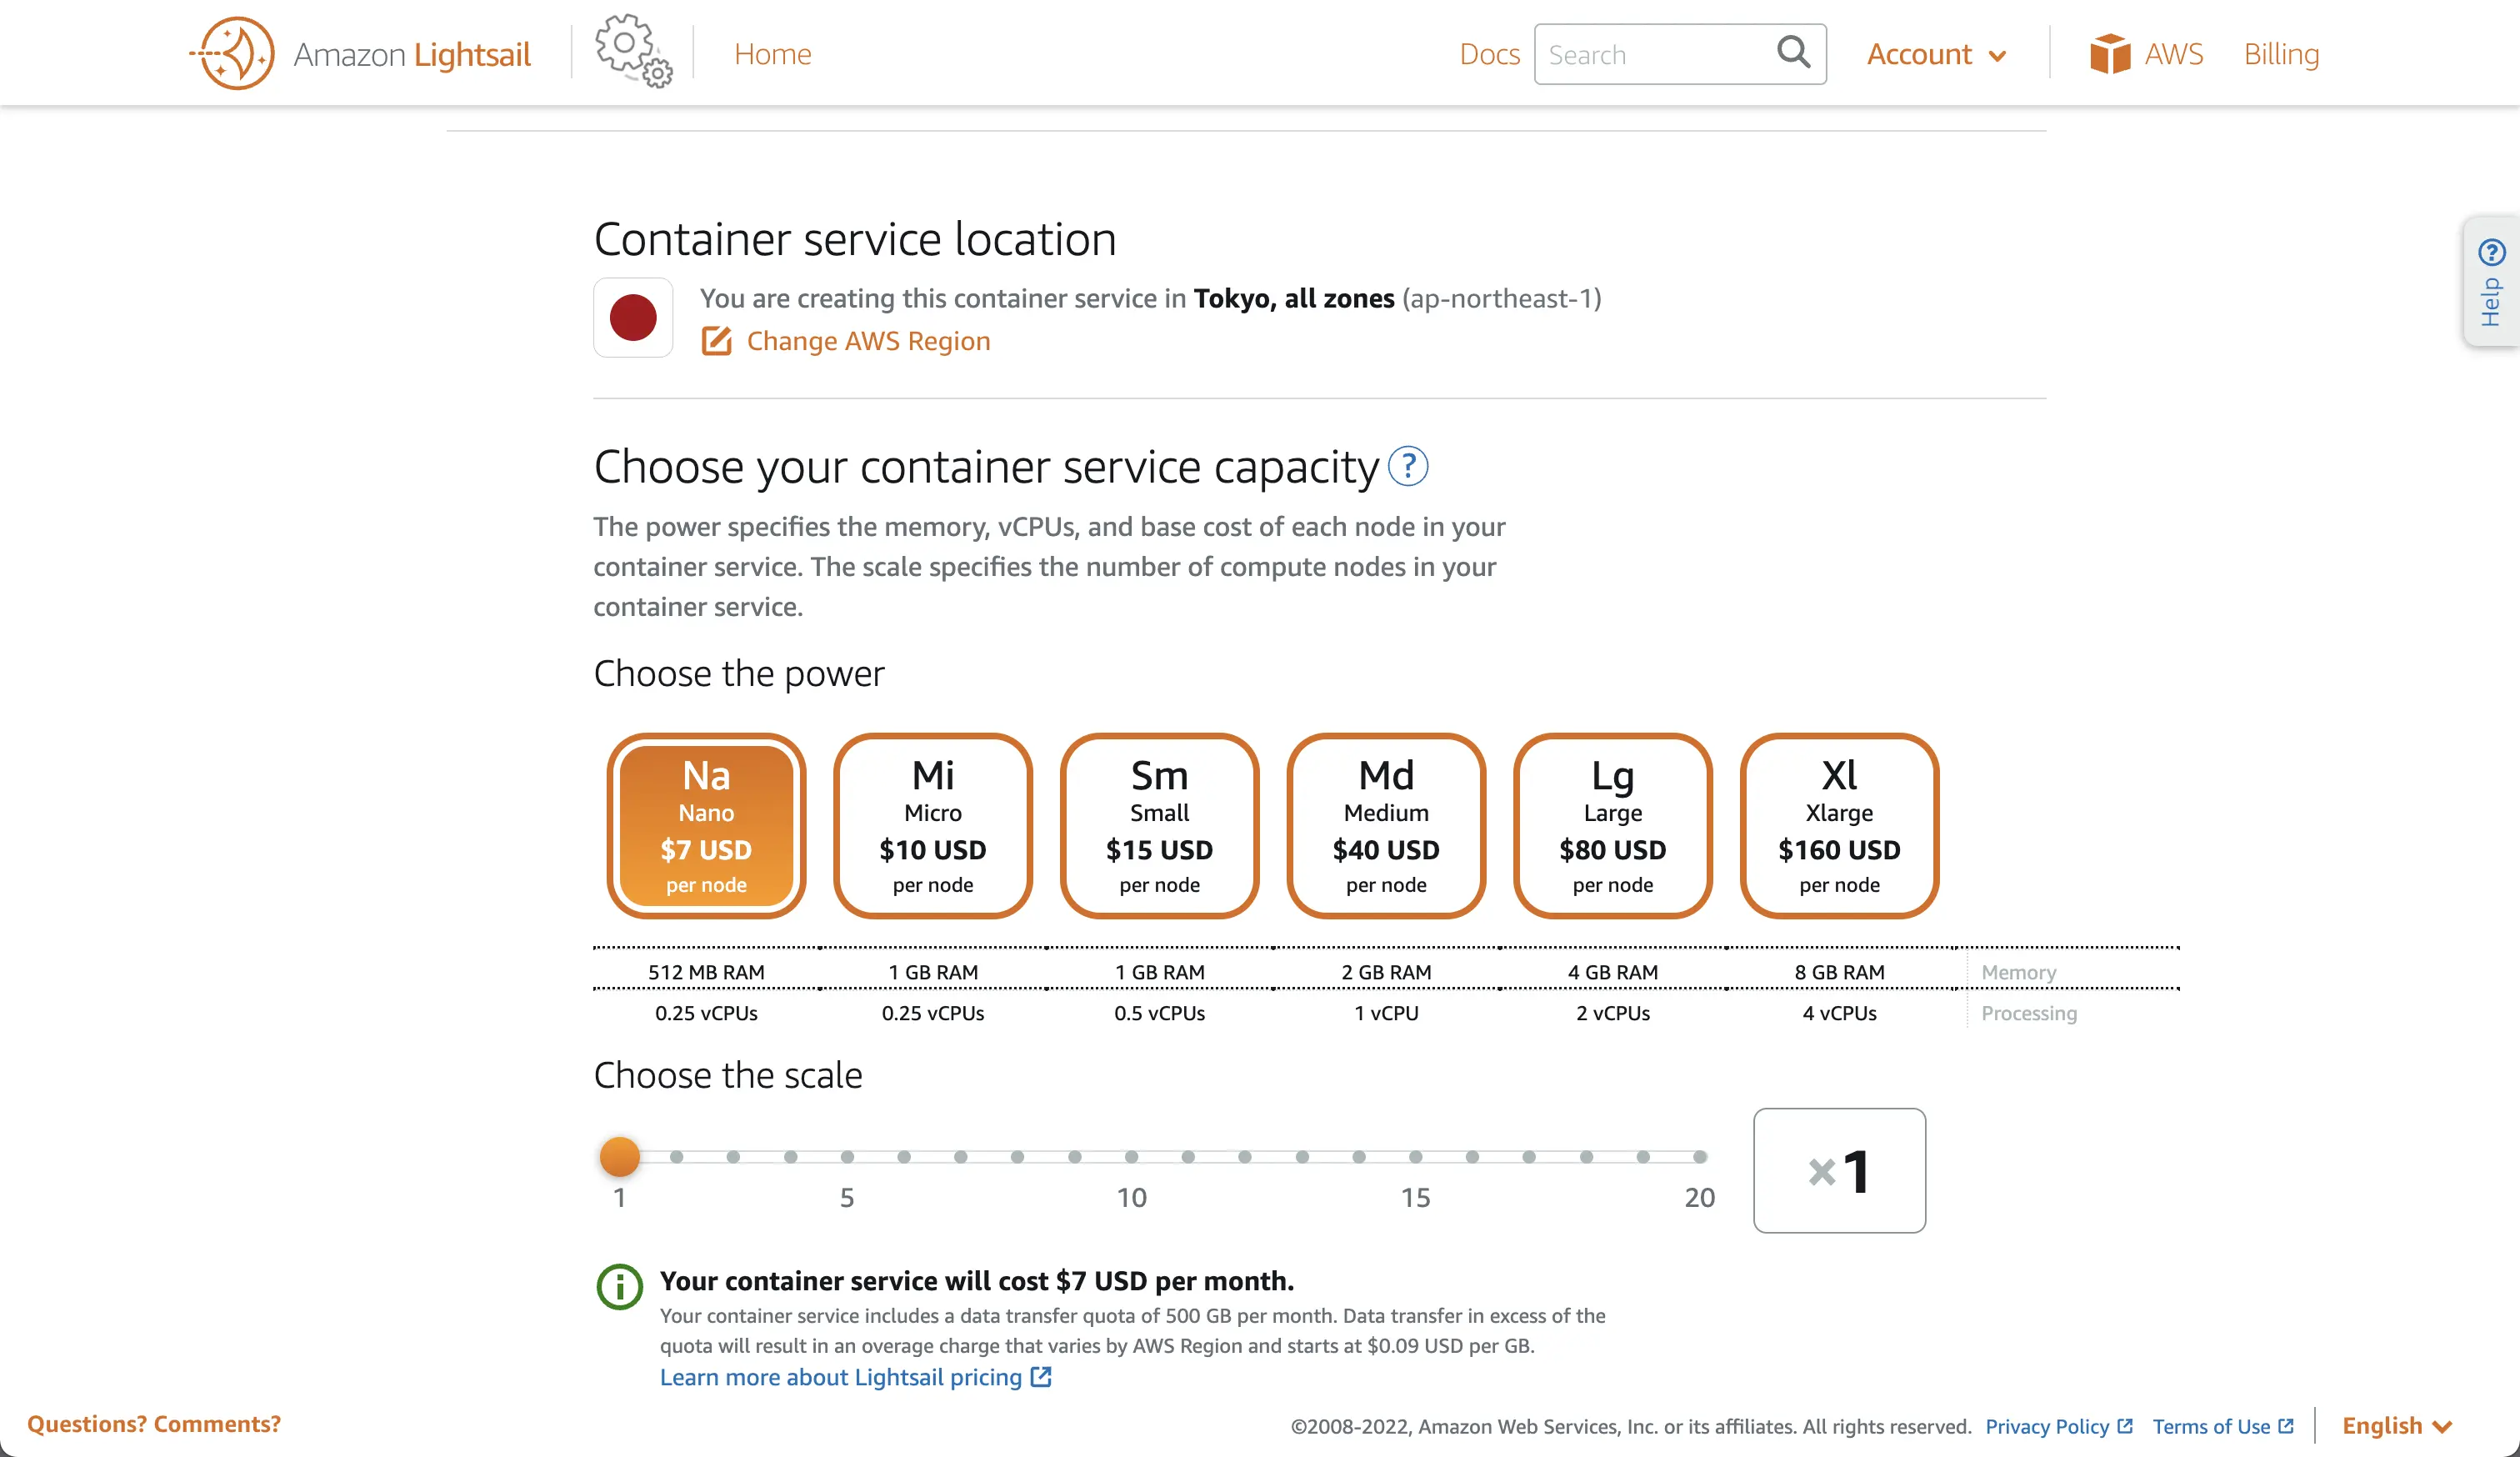 Amazon Lightsail
Home
Docs
Search
Account
AWS
Billing
Container service location
You are creating this container service in Tokyo, all zones (ap-northeast-1)
Change AWS Region
? Help
Choose your container service capacity ?
The power specifies the memory, vCPUs, and base cost of each node in your
container service. The scale specifies the number of compute nodes in your
container service.
Choose the power
Na Mi Sm Md Lg Xl
Nano Micro Small Medium Large Xlarge
$7 USD $10 USD $15 USD $40 USD $80 USD $160 USD
per node per node per node per node per node per node
512 MB RAM 1 GB RAM 1 GB RAM 2 GB RAM 4 GB RAM 8 GB RAM Memory
0.25 vCPUs 0.25 vCPUs 0.5 vCPUs 1 vCPU 2 vCPUs 4 vCPUs Processing
Choose the scale
1 5 10 15 20
×1
Your container service will cost $7 USD per month.
Your container service includes a data transfer quota of 500 GB per month. Data transfer in excess of the
quota will result in an overage charge that varies by AWS Region and starts at $0.09 USD per GB.
Learn more about Lightsail pricing
Questions? Comments?
©2008-2022, Amazon Web Services, Inc. or its affiliates. All rights reserved. Privacy Policy Terms of Use English